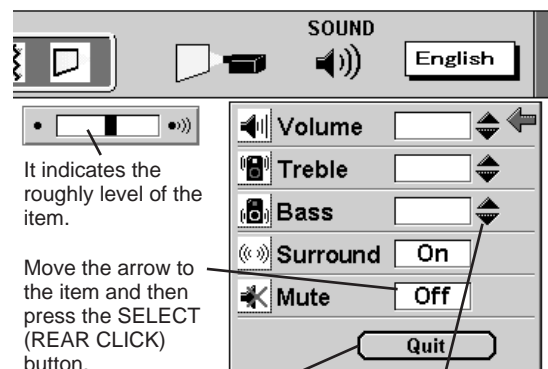 SOUND
English
It indicates the
roughly level of the
item.
Move the arrow to
the item and then
press the SELECT
(REAR CLICK)
button.
Volume
Treble
Bass
Surround On
Mute Off
Quit